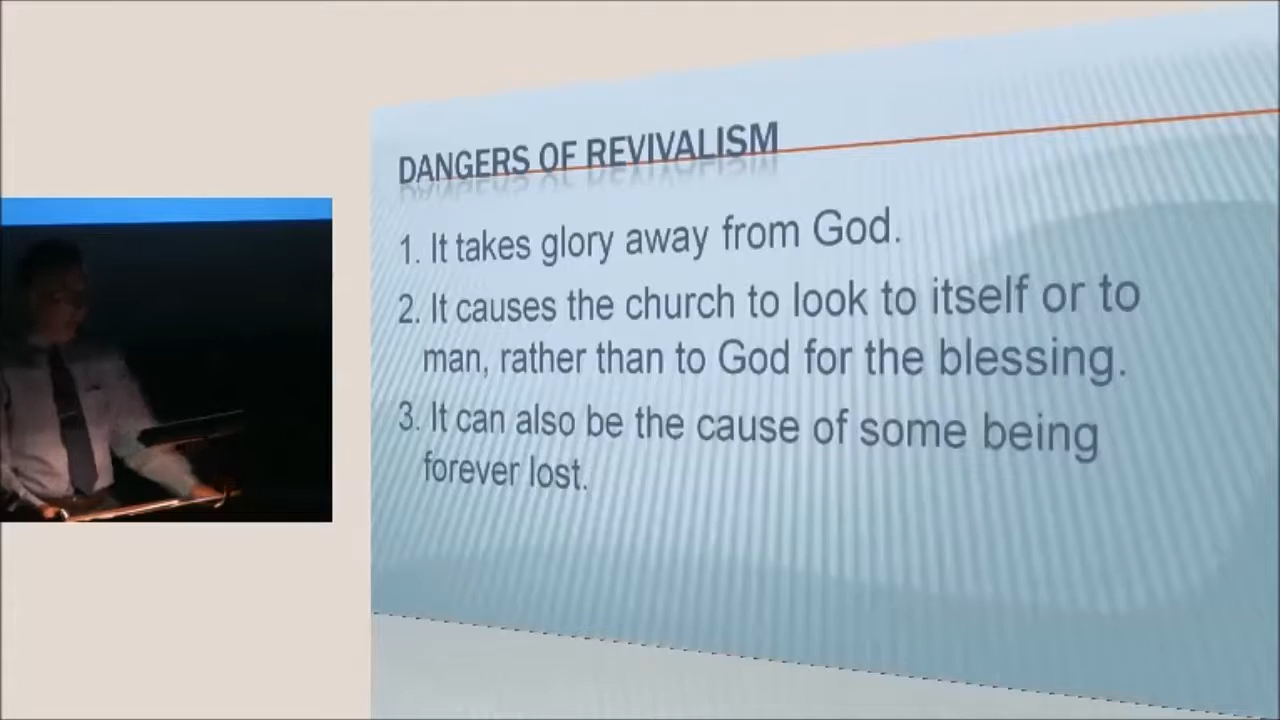 DANGERS OF REVIVALISM
1. It takes glory away from God.
2. It causes the church to look to itself or to
man, rather than to God for the blessing.
3. It can also be the cause of some being
forever lost.